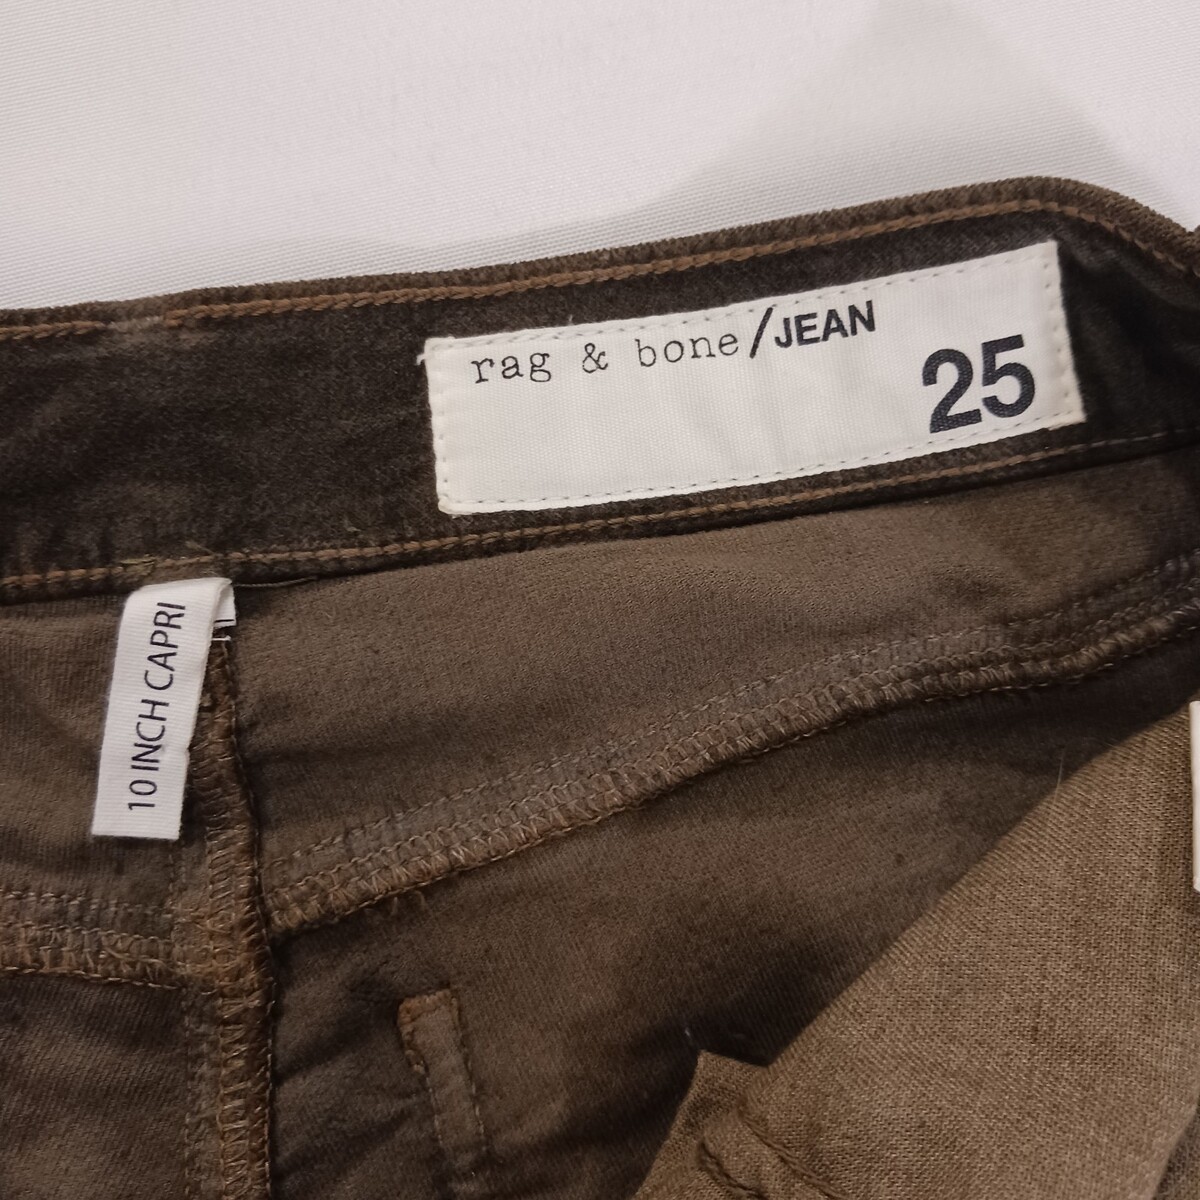 rag & bone/JEAN
25
10 INCH CAPRI